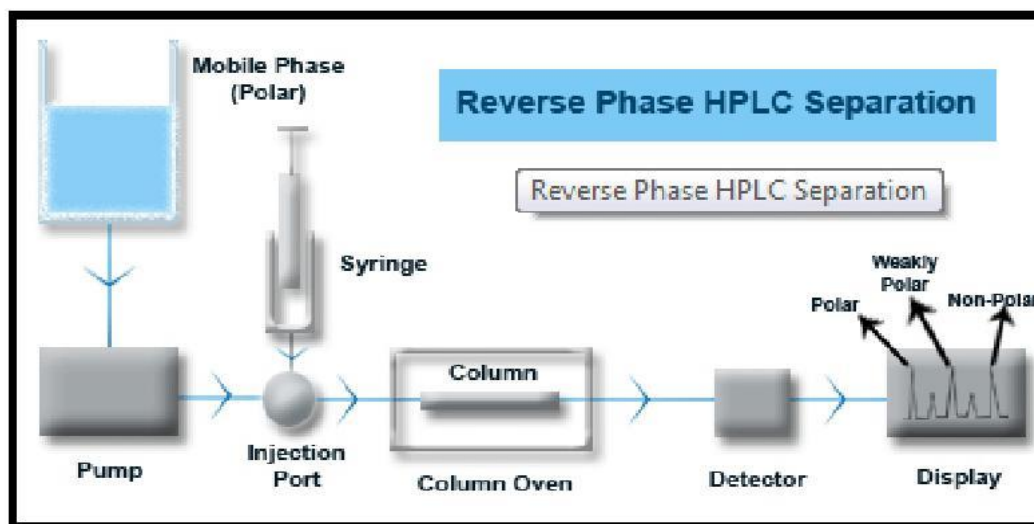 Mobile Phase
(Polar)
Reverse Phase HPLC Separation
Reverse Phase HPLC Separation
Syringe
Weakly
Polar
Polar
Non-Polar
Column
Pump
Injection
Port
Column Oven
Detector
Display